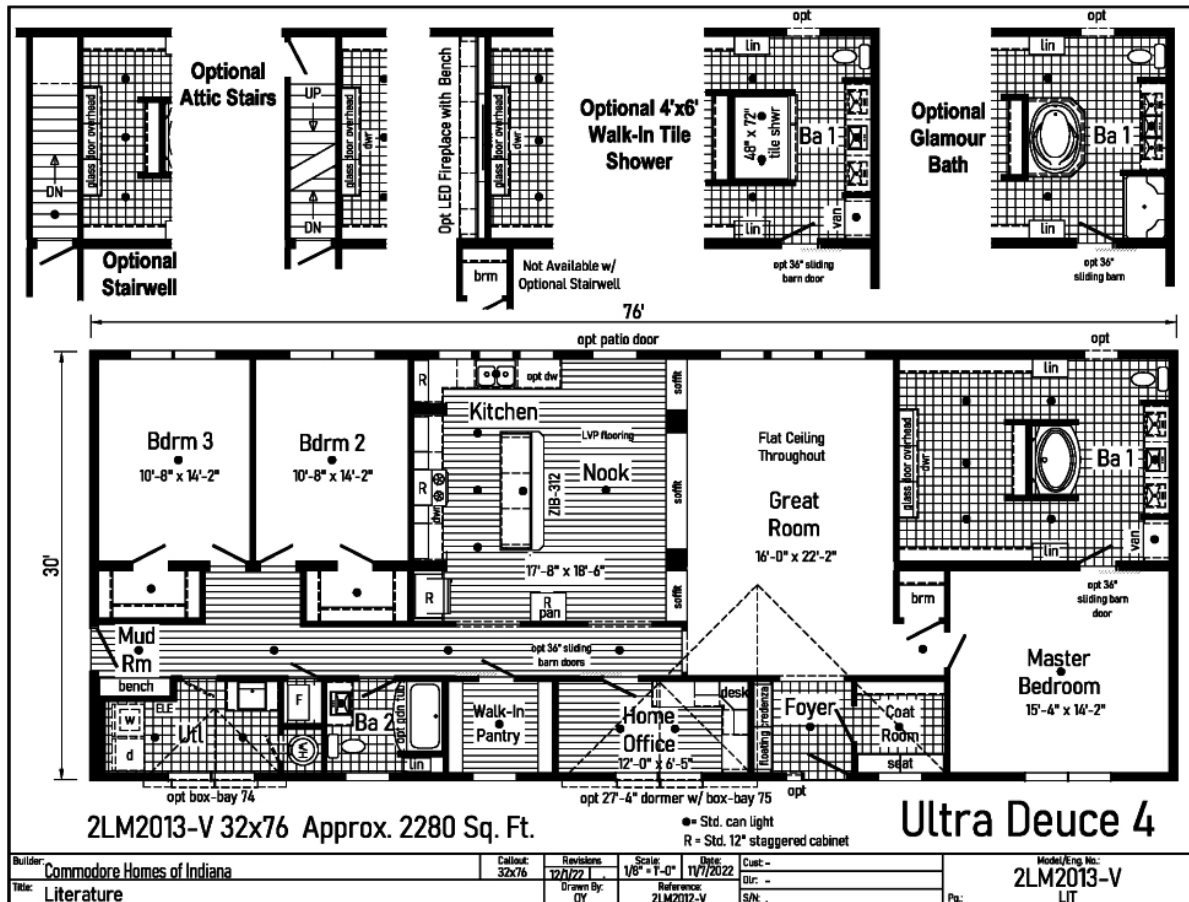 opt
opt
Optional
Attic Stairs
Opt LED Fireplace with Bench
lin
lin
UP
DN
DN
glass door overhead
glass door overhead
glass door overhead
dwr
dwr
Optional 4'x6'
Walk-In Tile
Shower
48" x 72"
tile shwr
Ba 1
Optional
Glamour
Bath
Ba 1
lin
van
lin
Optional
Stairwell
brm
Not Available w/
Optional Stairwell
opt 36" sliding
barn door
opt 36"
sliding barn
76'
opt patio door
opt
30'
Bdrm 3
10'-8" x 14'-2"
Bdrm 2
10'-8" x 14'-2"
R
opt dw
Kitchen
LVP flooring
Nook
ZIB-312
R
dwr
17'-8" x 18'-6"
R
R
pan
soffit
soffit
soffit
soffit
Flat Ceiling
Throughout
Great
Room
16'-0" x 22'-2"
lin
glass door overhead
dwr
Ba 1
lin
van
opt 36"
sliding barn
door
brm
Mud
Rm
bench
opt 36" sliding
barn doors
Master
Bedroom
15'-4" x 14'-2"
ELE
w
d
Utl
F
WH
Ba 2
opt gdn tub
lin
Walk-In
Pantry
desk
Home
Office
12'-0" x 6'-5"
floating credenza
Foyer
Coat
Room
seat
opt box-bay 74
opt 27'-4" dormer w/ box-bay 75
opt
2LM2013-V 32x76 Approx. 2280 Sq. Ft.
●= Std. can light
R = Std. 12" staggered cabinet
Ultra Deuce 4
Builder: Commodore Homes of Indiana
Callout: 32x76
Revisions 12/1/22
Scale: 1/8" = 1'-0"
Date: 11/7/2022
Cust: -
Dlr: -
S/N: .
Model/Eng. No.: 2LM2013-V
Title: Literature
Drawn By: OY
Reference: 2LM2012-V
Pg.: LIT